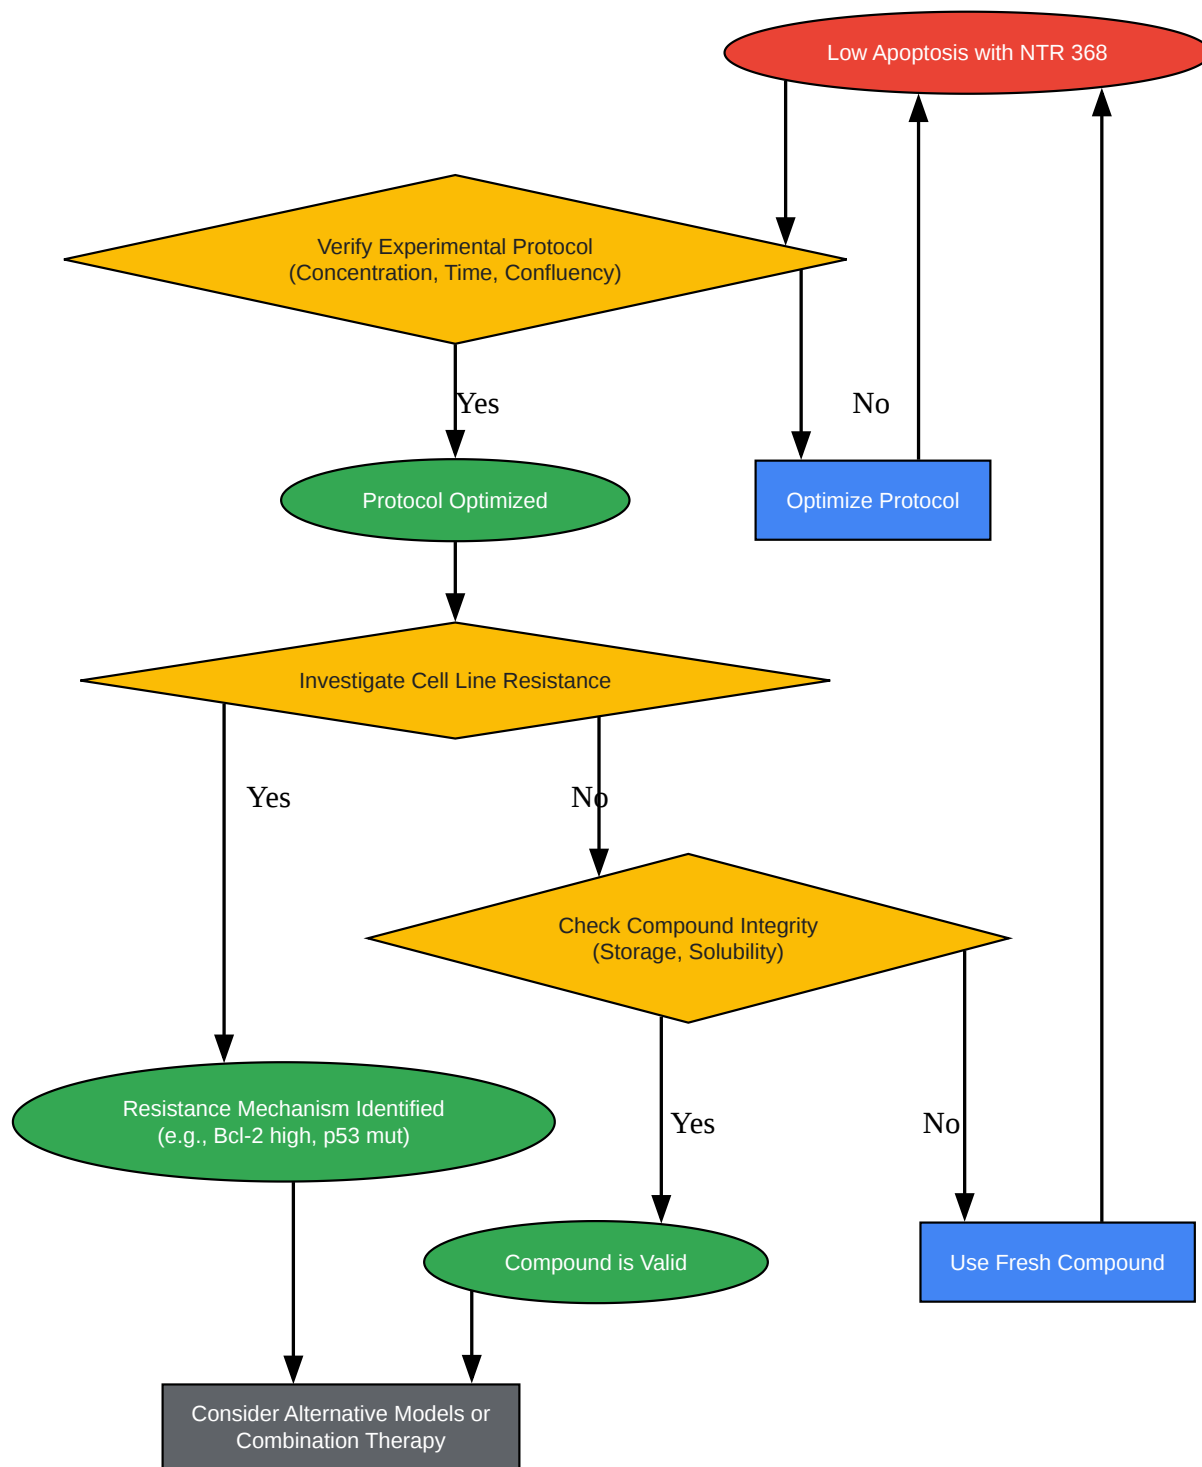 Low Apoptosis with NTR 368
Verify Experimental Protocol
(Concentration, Time, Confluency)
Yes
No
Protocol Optimized
Optimize Protocol
Investigate Cell Line Resistance
Yes
No
Check Compound Integrity
(Storage, Solubility)
Resistance Mechanism Identified
(e.g., Bcl-2 high, p53 mut)
Yes
No
Compound is Valid
Use Fresh Compound
Consider Alternative Models or
Combination Therapy